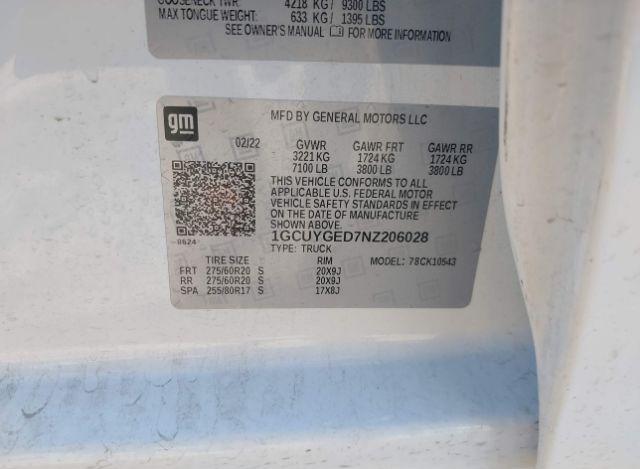 GOOSENECK TWR: 4218 KG / 9300 LBS
MAX TONGUE WEIGHT: 633 KG / 1395 LBS
SEE OWNER'S MANUAL FOR MORE INFORMATION
gm
MFD BY GENERAL MOTORS LLC
02/22 GVWR GAWR FRT GAWR RR
3221 KG 1724 KG 1724 KG
7100 LB 3800 LB 3800 LB
THIS VEHICLE CONFORMS TO ALL
APPLICABLE U.S. FEDERAL MOTOR
VEHICLE SAFETY STANDARDS IN EFFECT
ON THE DATE OF MANUFACTURE
SHOWN ABOVE.
1GCUYGED7NZ206028
8624 TYPE: TRUCK
TIRE SIZE RIM MODEL: 78CK10543
FRT 275/60R20 S 20X9J
RR 275/60R20 S 20X9J
SPA 255/80R17 S 17X8J